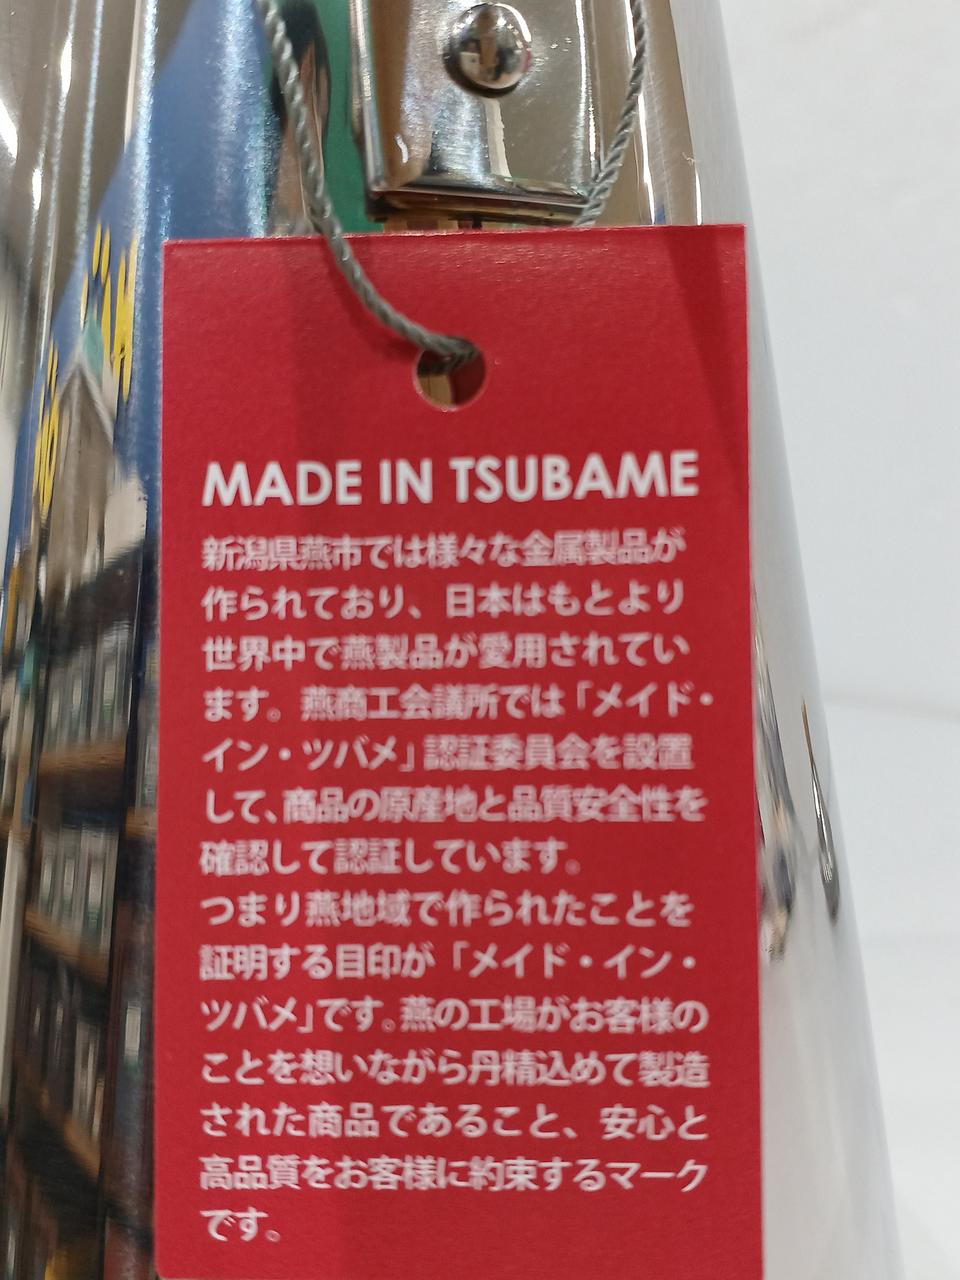 MADE IN TSUBAME
新潟県燕市では様々な金属製品が
作られており、日本はもとより
世界中で燕製品が愛用されてい
ます。燕商工会議所では「メイド・
イン・ツバメ」認証委員会を設置
して、商品の原産地と品質安全性を
確認して認証しています。
つまり燕地域で作られたことを
証明する目印が「メイド・イン・
ツバメ」です。燕の工場がお客様の
ことを想いながら丹精込めて製造
された商品であること、安心と
高品質をお客様に約束するマーク
です。